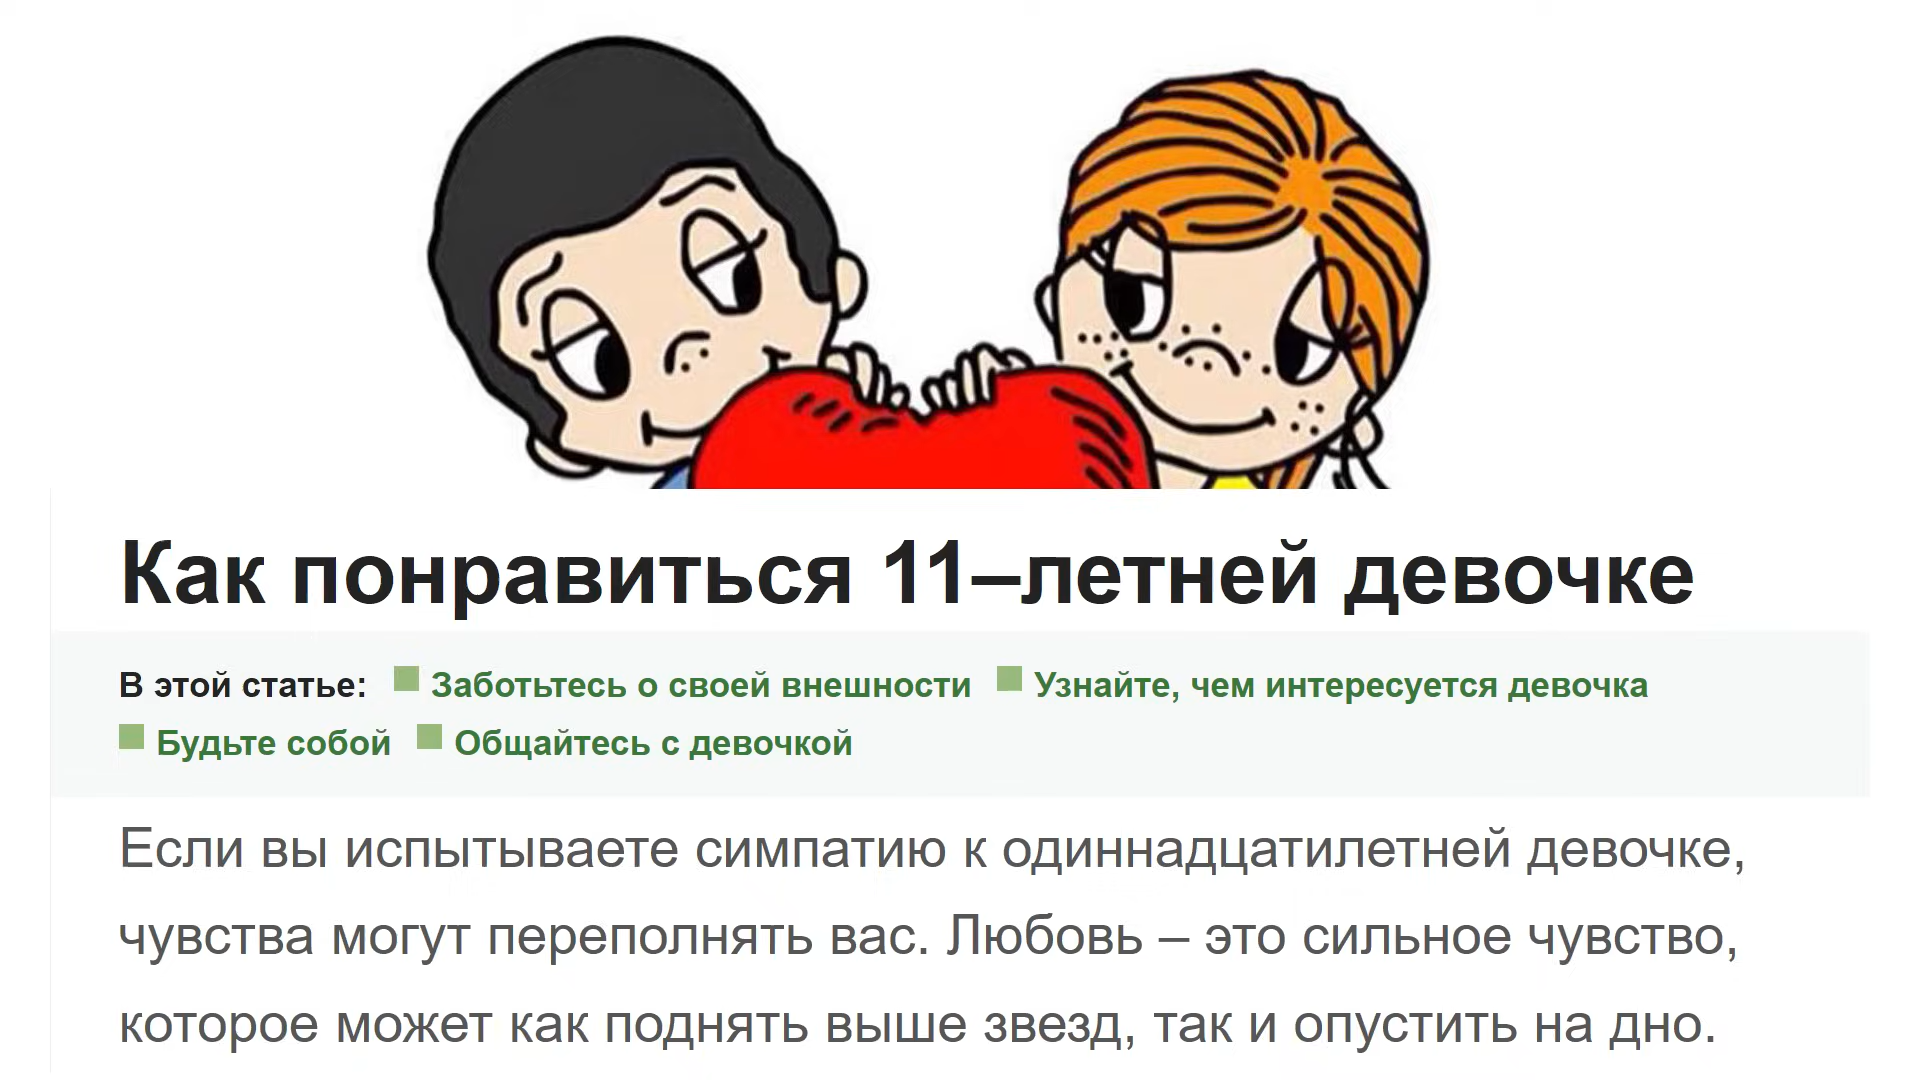 Как понравиться 11–летней девочке
В этой статье: Заботьтесь о своей внешности Узнайте, чем интересуется девочка
Будьте собой Общайтесь с девочкой
Если вы испытываете симпатию к одиннадцатилетней девочке,
чувства могут переполнять вас. Любовь – это сильное чувство,
которое может как поднять выше звезд, так и опустить на дно.